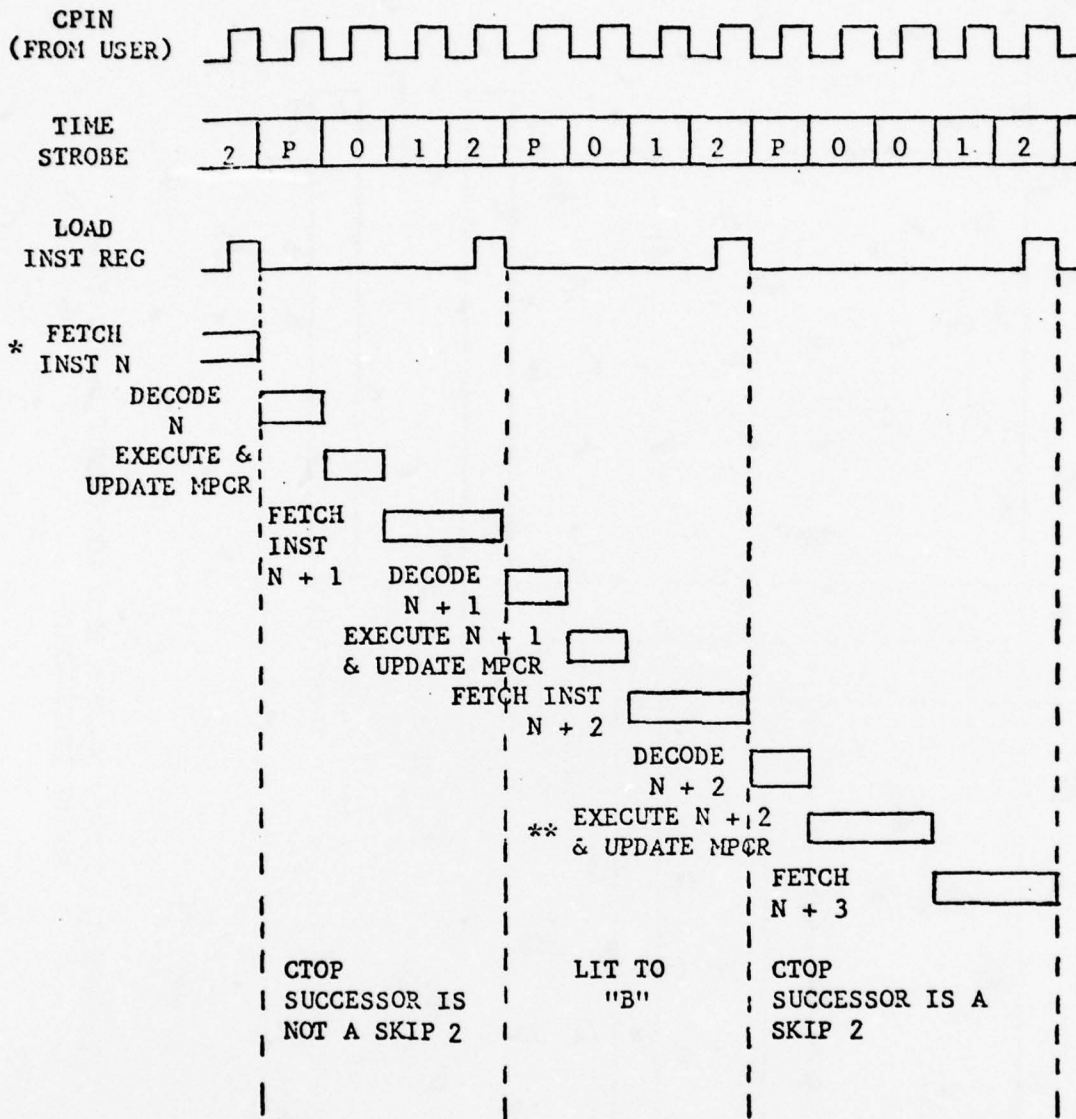 CPIN
(FROM USER)
TIME
STROBE
2 P 0 1 2 P 0 1 2 P 0 0 1 2
LOAD
INST REG
* FETCH
INST N
DECODE
N
EXECUTE &
UPDATE MPCR
FETCH
INST
N + 1
DECODE
N + 1
EXECUTE N + 1
& UPDATE MPCR
FETCH INST
N + 2
DECODE
N + 2
** EXECUTE N + 2
& UPDATE MPCR
FETCH
N + 3
CTOP
SUCCESSOR IS
NOT A SKIP 2
LIT TO
"B"
CTOP
SUCCESSOR IS A
SKIP 2